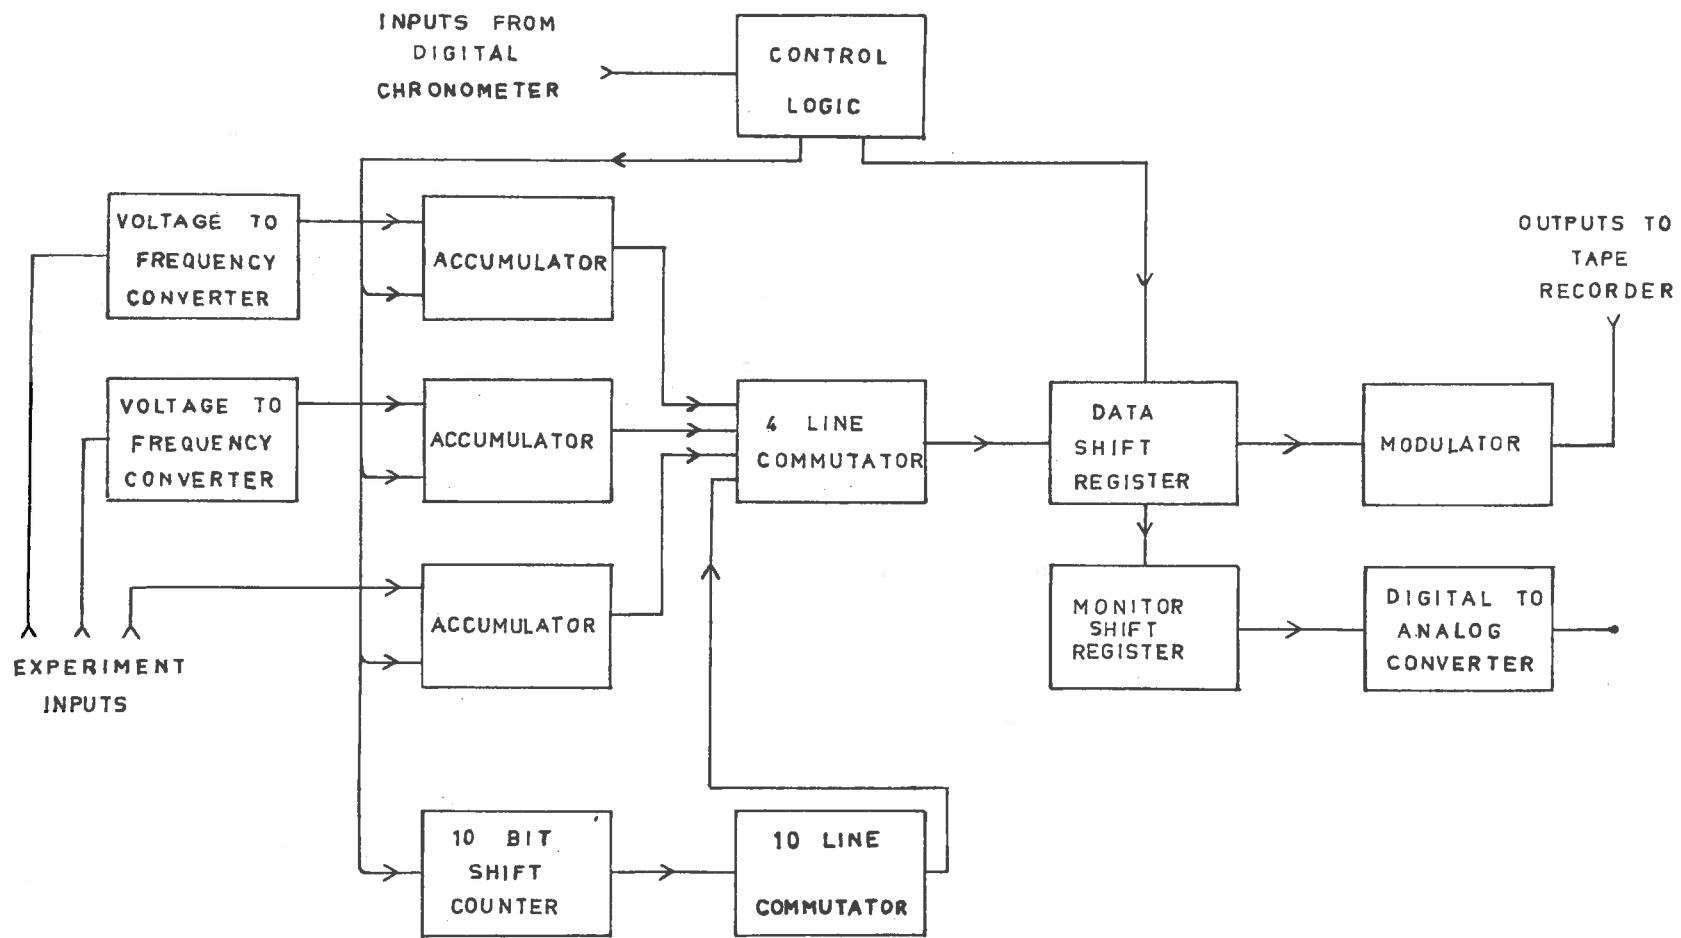 INPUTS FROM
DIGITAL
CHRONOMETER
CONTROL
LOGIC
VOLTAGE TO
FREQUENCY
CONVERTER
ACCUMULATOR
OUTPUTS TO
TAPE
RECORDER
VOLTAGE TO
FREQUENCY
CONVERTER
ACCUMULATOR
4 LINE
COMMUTATOR
DATA
SHIFT
REGISTER
MODULATOR
EXPERIMENT
INPUTS
ACCUMULATOR
MONITOR
SHIFT
REGISTER
DIGITAL TO
ANALOG
CONVERTER
10 BIT
SHIFT
COUNTER
10 LINE
COMMUTATOR